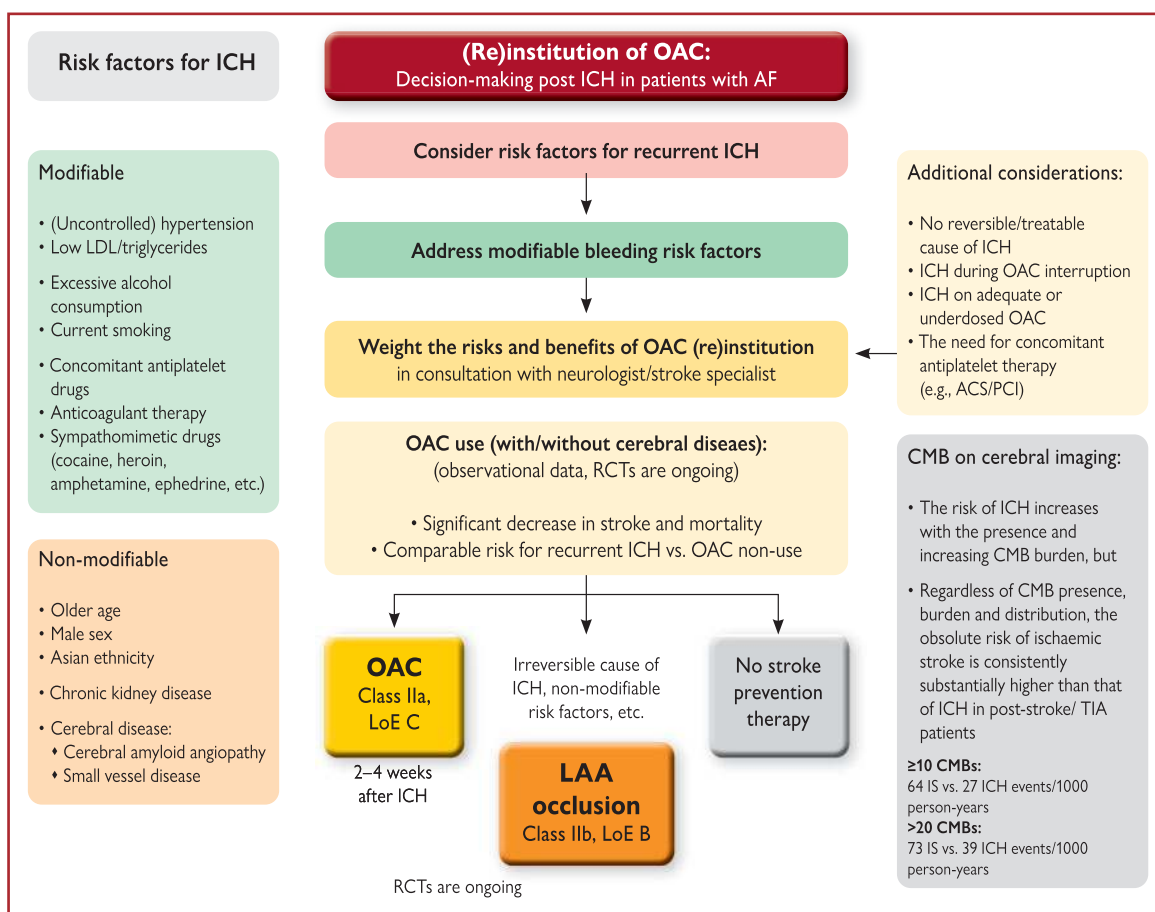 Risk factors for ICH
(Re)institution of OAC:
Decision-making post ICH in patients with AF
Modifiable
• (Uncontrolled) hypertension
• Low LDL/triglycerides
• Excessive alcohol
consumption
• Current smoking
• Concomitant antiplatelet
drugs
• Anticoagulant therapy
• Sympathomimetic drugs
(cocaine, heroin,
amphetamine, ephedrine, etc.)
Non-modifiable
• Older age
• Male sex
• Asian ethnicity
• Chronic kidney disease
• Cerebral disease:
♦ Cerebral amyloid angiopathy
♦ Small vessel disease
Consider risk factors for recurrent ICH
Address modifiable bleeding risk factors
Weight the risks and benefits of OAC (re)institution
in consultation with neurologist/stroke specialist
OAC use (with/without cerebral diseaes):
(observational data, RCTs are ongoing)
• Significant decrease in stroke and mortality
• Comparable risk for recurrent ICH vs. OAC non-use
OAC
Class IIa,
LoE C
2–4 weeks
after ICH
Irreversible cause of
ICH, non-modifiable
risk factors, etc.
LAA
occlusion
Class IIb, LoE B
No stroke
prevention
therapy
RCTs are ongoing
Additional considerations:
• No reversible/treatable
cause of ICH
• ICH during OAC interruption
• ICH on adequate or
underdosed OAC
• The need for concomitant
antiplatelet therapy
(e.g., ACS/PCI)
CMB on cerebral imaging:
• The risk of ICH increases
with the presence and
increasing CMB burden, but
• Regardless of CMB presence,
burden and distribution, the
absolute risk of ischaemic
stroke is consistently
substantially higher than that
of ICH in post-stroke/ TIA
patients
≥10 CMBs:
64 IS vs. 27 ICH events/1000
person-years
>20 CMBs:
73 IS vs. 39 ICH events/1000
person-years